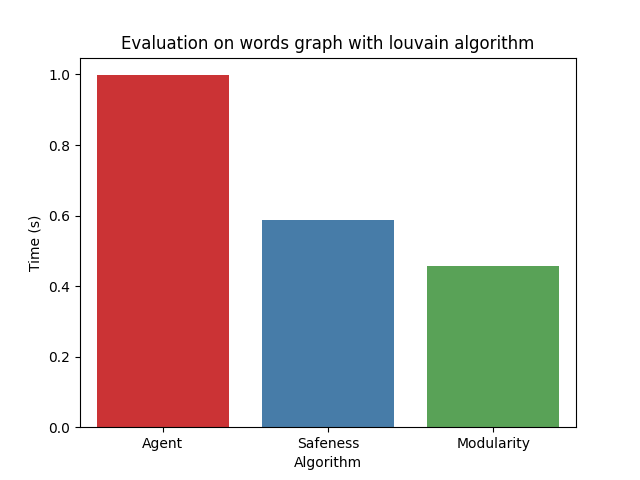 Evaluation on words graph with louvain algorithm
1.0
0.8
0.6
0.4
0.2
0.0
Time (s)
Agent Safeness Modularity
Algorithm